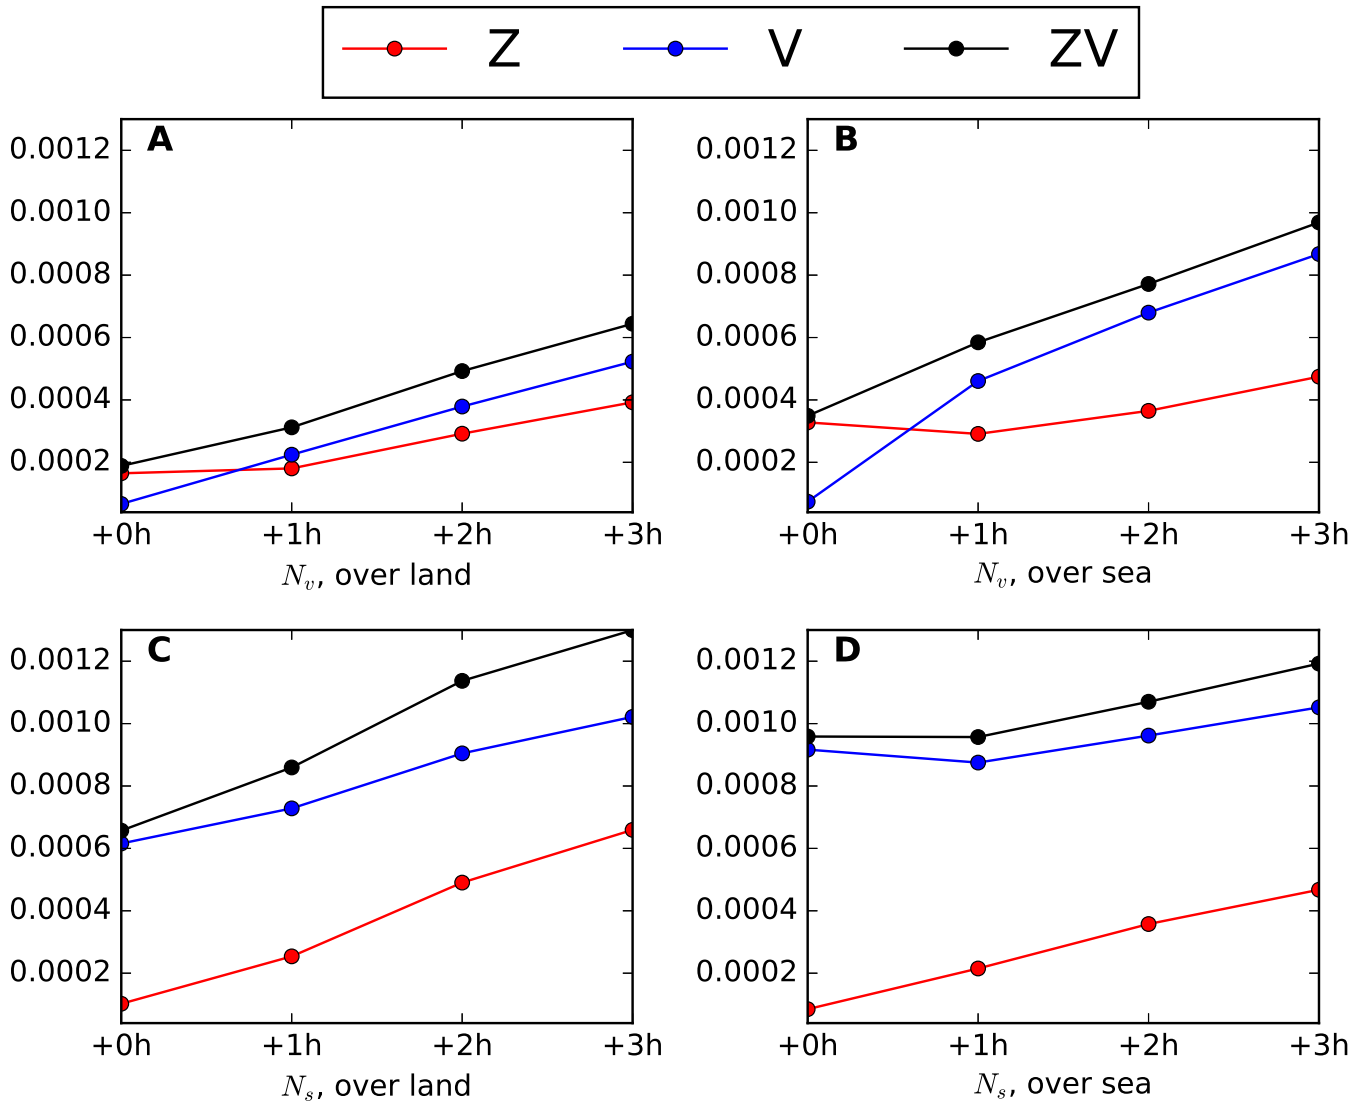 Z V ZV
A
0.0012
0.0010
0.0008
0.0006
0.0004
0.0002
+0h +1h +2h +3h
N_v, over land
B
0.0012
0.0010
0.0008
0.0006
0.0004
0.0002
+0h +1h +2h +3h
N_v, over sea
C
0.0012
0.0010
0.0008
0.0006
0.0004
0.0002
+0h +1h +2h +3h
N_s, over land
D
0.0012
0.0010
0.0008
0.0006
0.0004
0.0002
+0h +1h +2h +3h
N_s, over sea